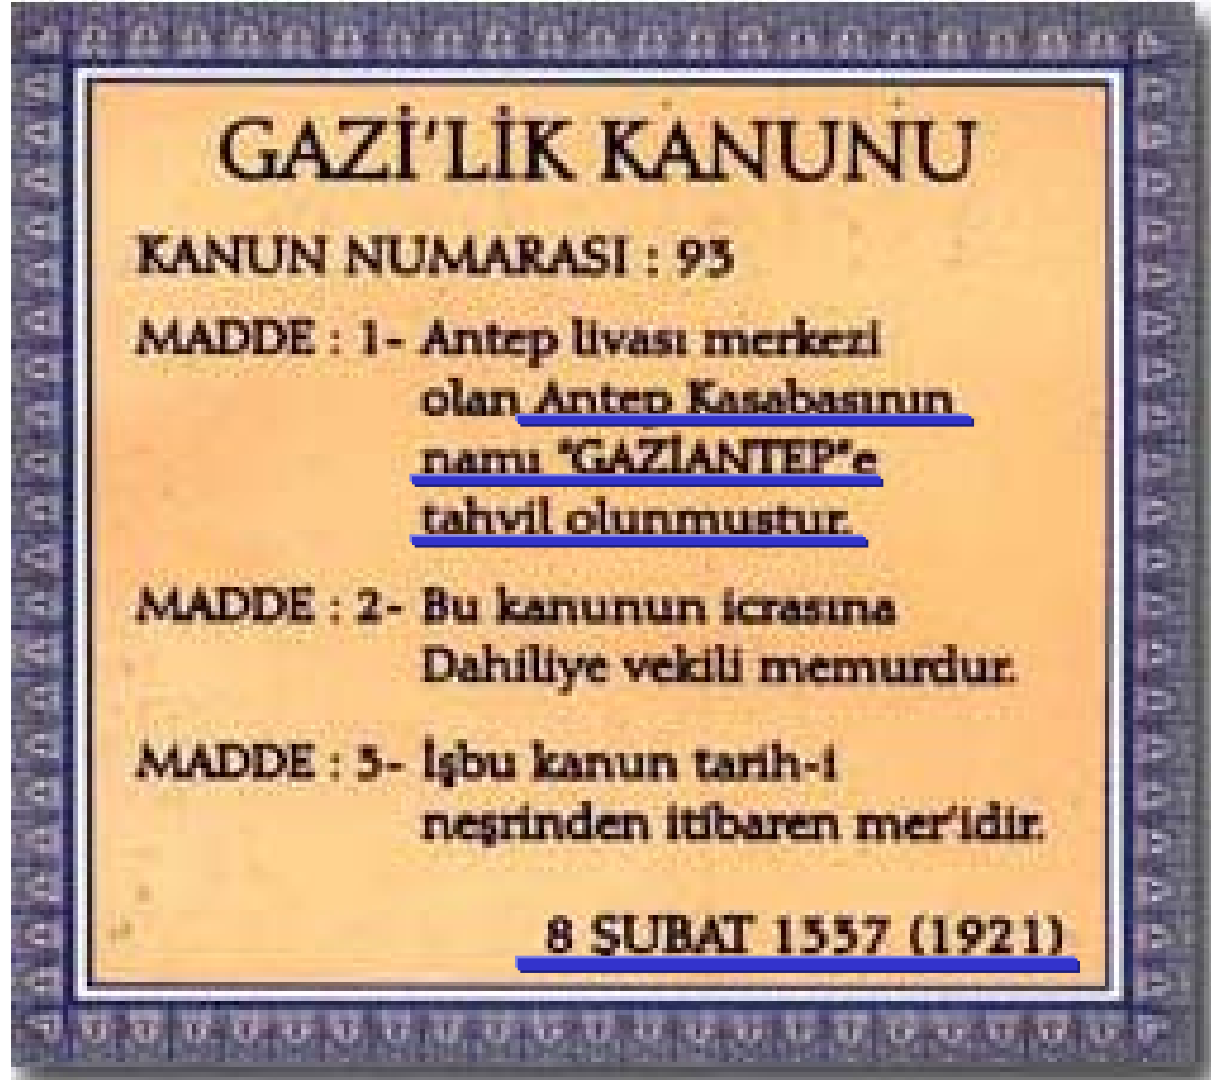 GAZİ'LİK KANUNU
KANUN NUMARASI : 93
MADDE : 1- Antep livası merkezi
olan Antep Kasabasının
namı "GAZİANTEP"e
tahvil olunmuştur.
MADDE : 2- Bu kanunun icrasına
Dahiliye vekili memurdur.
MADDE : 3- İşbu kanun tarih-i
neşrinden itibaren mer'idir.
8 ŞUBAT 1337 (1921)